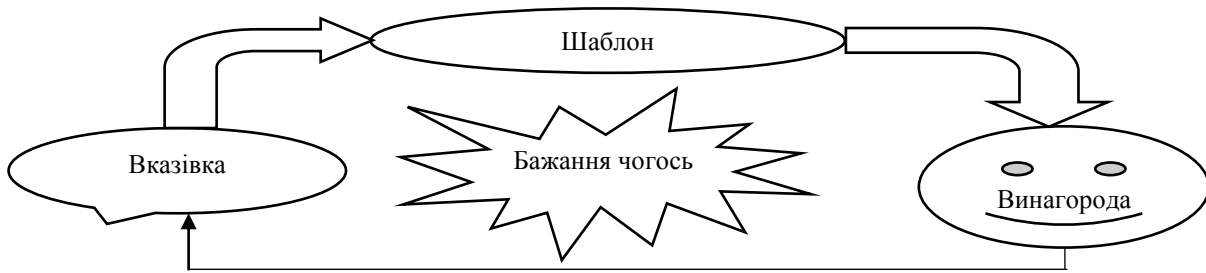 Шаблон
Вказівка
Бажання чогось
Винагорода